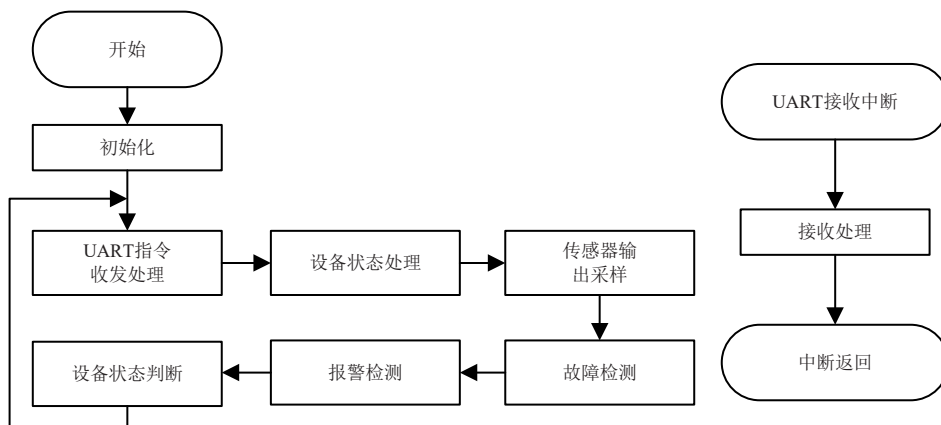 开始
UART接收中断
初始化
接收处理
UART指令
收发处理
设备状态处理
传感器输
出采样
设备状态判断
报警检测
故障检测
中断返回